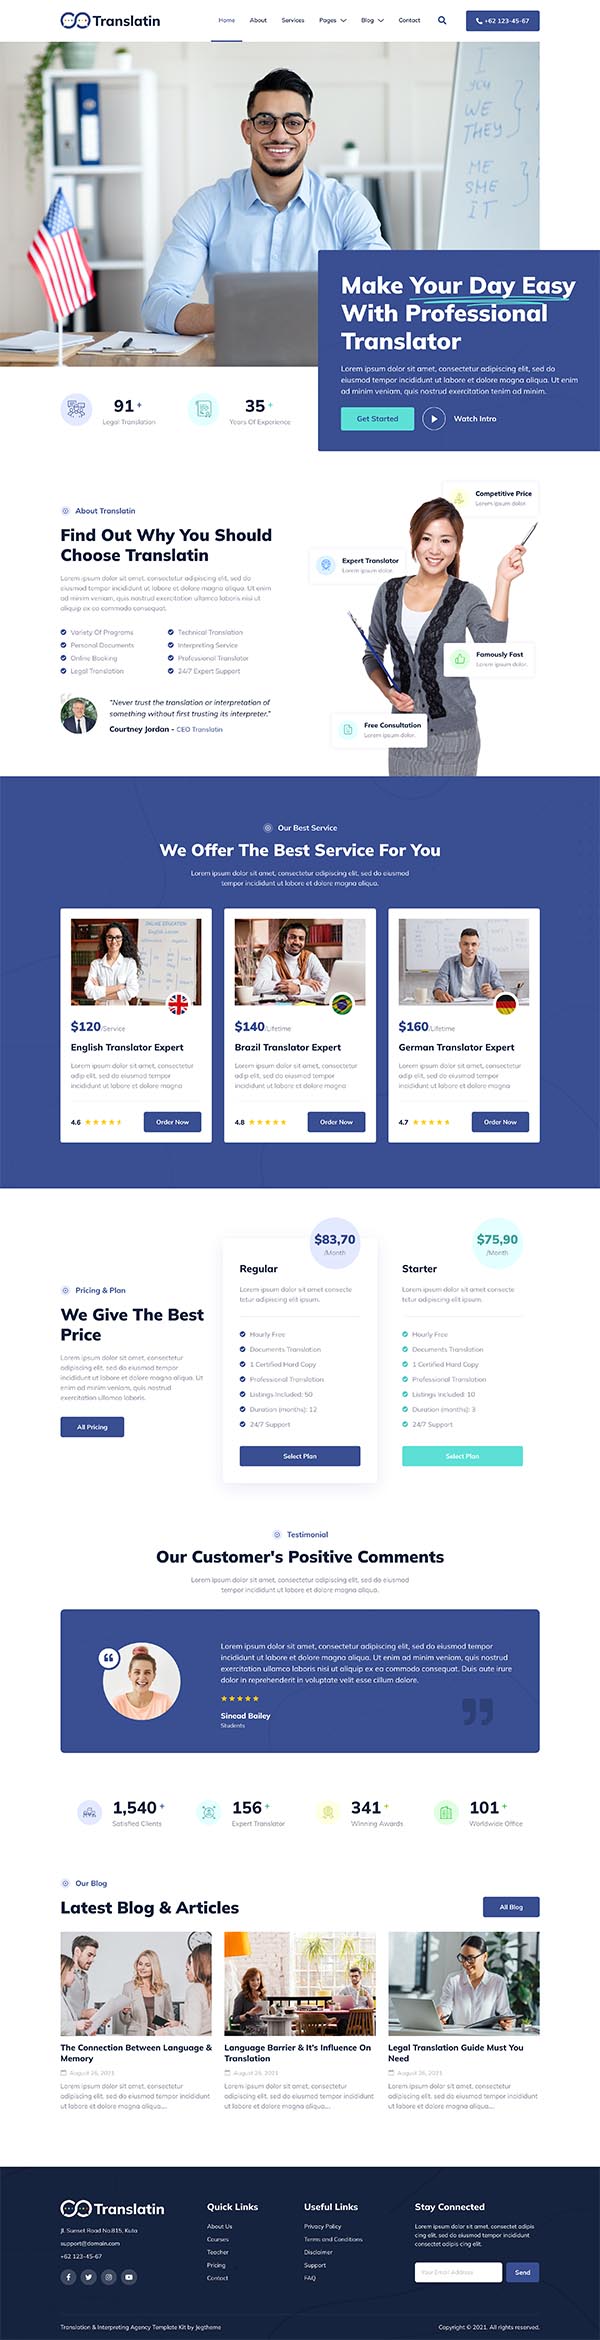 Translatin
Home About Services Pages Blog Contact +62 123-45-67
I
YOU
WE
THEY
ME
SHE
IT
Make Your Day Easy
With Professional
Translator
Lorem ipsum dolor sit amet, consectetur adipiscing elit, sed do
eiusmod tempor incididunt ut labore et dolore magna aliqua. Ut enim
ad minim veniam, quis nostrud exercitation tenim ad minim.
Get Started Watch Intro
91 +
Legal Translation
35 +
Years Of Experience
About Translatin
Find Out Why You Should
Choose Translatin
Lorem ipsum dolor sit amet, consectetur adipiscing elit, sed do
eiusmod tempor incididunt ut labore et dolore magna aliqua. Ut enim
ad minim veniam, quis nostrud exercitation ullamco laboris nisi ut
aliquip ex ea commodo consequat.
Variety Of Programs Technical Translation
Personal Documents Interpreting Service
Online Booking Professional Translator
Legal Translation 24/7 Expert Support
"Never trust the translation or interpretation of
something without first trusting its interpreter."
Courtney Jordan - CEO Translatin
Competitive Price
Lorem ipsum dolor.
Expert Translator
Lorem ipsum dolor.
Famously Fast
Lorem ipsum dolor.
Free Consultation
Lorem ipsum dolor.
Our Best Service
We Offer The Best Service For You
Lorem ipsum dolor sit amet, consectetur adipiscing elit, sed do eiusmod
tempor incididunt ut labore et dolore magna aliqua.
ONLINE EDUCATION
$120/Service
English Translator Expert
Lorem ipsum dolor sit amet, consectetur
adipiscing elit, sed do eiusmod tempor
incididunt ut labore et dolore magna
4.6 Order Now
$140/Lifetime
Brazil Translator Expert
Lorem ipsum dolor sit amet, consectetur
adipiscing elit, sed do eiusmod tempor
incididunt ut labore et dolore magna
4.8 Order Now
$160/Lifetime
German Translator Expert
Lorem ipsum dolor sit amet, consectetur
adipiscing elit, sed do eiusmod tempor
incididunt ut labore et dolore magna
4.7 Order Now
Pricing & Plan
We Give The Best
Price
Lorem ipsum dolor sit amet, consectetur
adipiscing elit, sed do eiusmod tempor
incididunt ut labore et dolore magna aliqua. Ut
enim ad minim veniam, quis nostrud
exercitation ullamco laboris.
All Pricing
$83,70
/Month
Regular
Lorem ipsum dolor sit amet consecte
tetur adipiscing elit ipsum.
Hourly Free
Documents Translation
1 Certified Hard Copy
Professional Translation
Listings Included: 50
Duration (months): 12
24/7 Support
Select Plan
$75,90
/Month
Starter
Lorem ipsum dolor sit amet consecte
tetur adipiscing elit ipsum.
Hourly Free
Documents Translation
1 Certified Hard Copy
Professional Translation
Listings Included: 10
Duration (months): 3
24/7 Support
Select Plan
Testimonial
Our Customer's Positive Comments
Lorem ipsum dolor sit amet, consectetur adipiscing elit, sed do eiusmod
tempor incididunt ut labore et dolore magna aliqua.
Lorem ipsum dolor sit amet, consectetur adipiscing elit, sed do eiusmod tempor
incididunt ut labore et dolore magna aliqua. Ut enim ad minim veniam, quis nostrud
exercitation ullamco laboris nisi ut aliquip ex ea commodo consequat. Duis aute irure
dolor in reprehenderit in voluptate velit esse cillum dolore.
Sinead Bailey
Students
1,540 +
Satisfied Clients
156 +
Expert Translator
341 +
Winning Awards
101 +
Worldwide Office
Our Blog
Latest Blog & Articles
All Blog
The Connection Between Language &
Memory
August 26, 2021
Lorem ipsum dolor sit amet, consectetur
adipiscing elit, sed do eiusmod tempor incididunt
ut labore et dolore magna aliqua....
Language Barrier & It's Influence On
Translation
August 26, 2021
Lorem ipsum dolor sit amet, consectetur
adipiscing elit, sed do eiusmod tempor incididunt
ut labore et dolore magna aliqua....
Legal Translation Guide Must You
Need
August 26, 2021
Lorem ipsum dolor sit amet, consectetur
adipiscing elit, sed do eiusmod tempor incididunt
ut labore et dolore magna aliqua....
Translatin
Jl. Sunset Road No.815, Kuta
support@domain.com
+62 123-45-67
Quick Links
About Us
Courses
Teacher
Pricing
Contact
Useful Links
Privacy Policy
Terms and Conditions
Disclaimer
Support
FAQ
Stay Connected
Lorem ipsum dolor sit amet, consectetur adipis
cing elit, sed do eiusmod tempor incididunt
consectet adipis cing elit.
Your Email Address Send
Translation & Interpreting Agency Template Kit by Jegtheme
Copyright © 2021. All rights reserved.